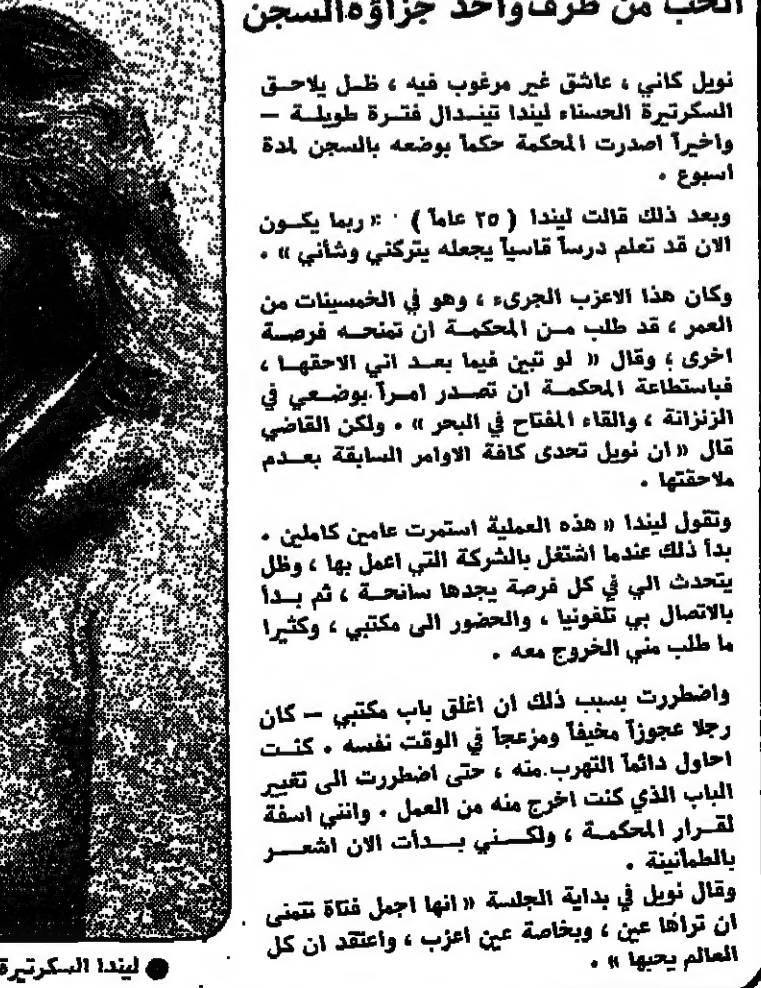 الحب من طرف واحد جزاؤه السجن
نويل كاني ، عاشق غير مرغوب فيه ، ظل يلاحق
السكرتيرة الحسناء ليندا تيندال فترة طويلة —
واخيراً اصدرت المحكمة حكماً بوضعه بالسجن لمدة
اسبوع .
وبعد ذلك قالت ليندا ( ٢٥ عاماً ) : « ربما يكون
الان قد تعلم درساً قاسياً يجعله يتركني وشأني » .
وكان هذا الاعزب الجريء ، وهو في الخمسينات من
العمر ، قد طلب من المحكمة ان تمنحه فرصة
اخرى ، وقال « لو تبين فيما بعد اني الاحقها ،
فباستطاعة المحكمة ان تصدر امراً بوضعي في
الزنزانة ، والقاء المفتاح في البحر » . ولكن القاضي
قال « ان نويل تحدى كافة الاوامر السابقة بعدم
ملاحقتها .
وتقول ليندا « هذه العملية استمرت عامين كاملين .
بدأ ذلك عندما اشتغل بالشركة التي اعمل بها ، وظل
يتحدث الي في كل فرصة يجدها سانحة ، ثم بدأ
بالاتصال بي تلفونيا ، والحضور الى مكتبي ، وكثيرا
ما طلب مني الخروج معه .
واضطررت بسبب ذلك ان اغلق باب مكتبي — كان
رجلا عجوزاً مخيفاً ومزعجاً في الوقت نفسه . كنت
احاول دائماً التهرب منه ، حتى اضطررت الى تغيير
الباب الذي كنت اخرج منه من العمل . وانني اسفة
لقرار المحكمة ، ولكني بدأت الان اشعر
بالطمأنينة .
وقال نويل في بداية الجلسة « انها اجمل فتاة تتمنى
ان تراها عين ، وبخاصة عين اعزب ، واعتقد ان كل
العالم يحبها » .
ليندا السكرتيرة